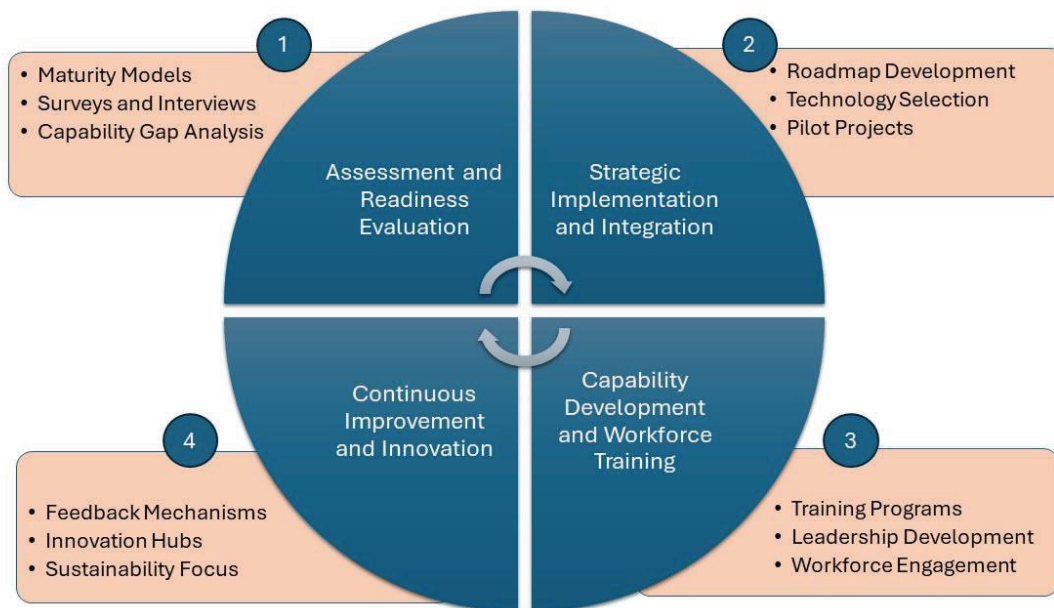 1
• Maturity Models
• Surveys and Interviews
• Capability Gap Analysis
Assessment and
Readiness
Evaluation
2
• Roadmap Development
• Technology Selection
• Pilot Projects
Strategic
Implementation
and Integration
3
• Training Programs
• Leadership Development
• Workforce Engagement
Capability
Development
and Workforce
Training
4
• Feedback Mechanisms
• Innovation Hubs
• Sustainability Focus
Continuous
Improvement
and Innovation